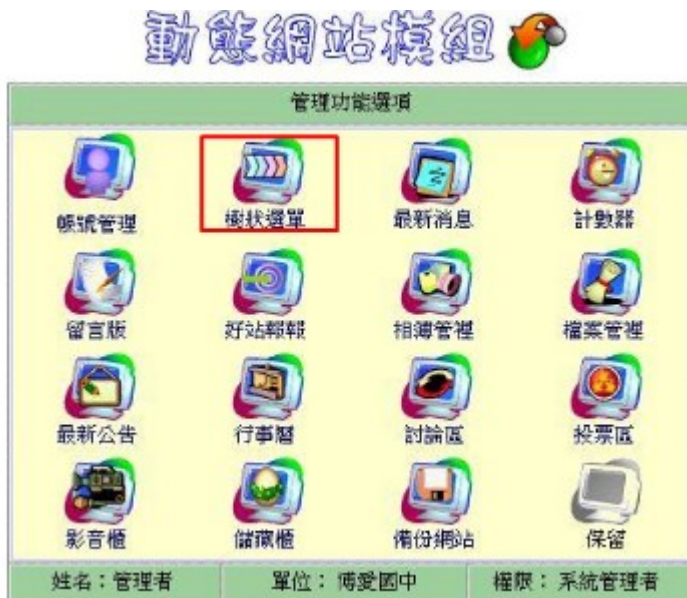 動態網站模組
管理功能選項
帳號管理 樹狀選單 最新消息 計數器
留言版 好站報報 相簿管裡 檔案管裡
最新公告 行事曆 討論區 投票區
影音櫃 儲藏櫃 備份網站 保留
姓名：管理者 單位： 博愛國中 權限： 系統管理者